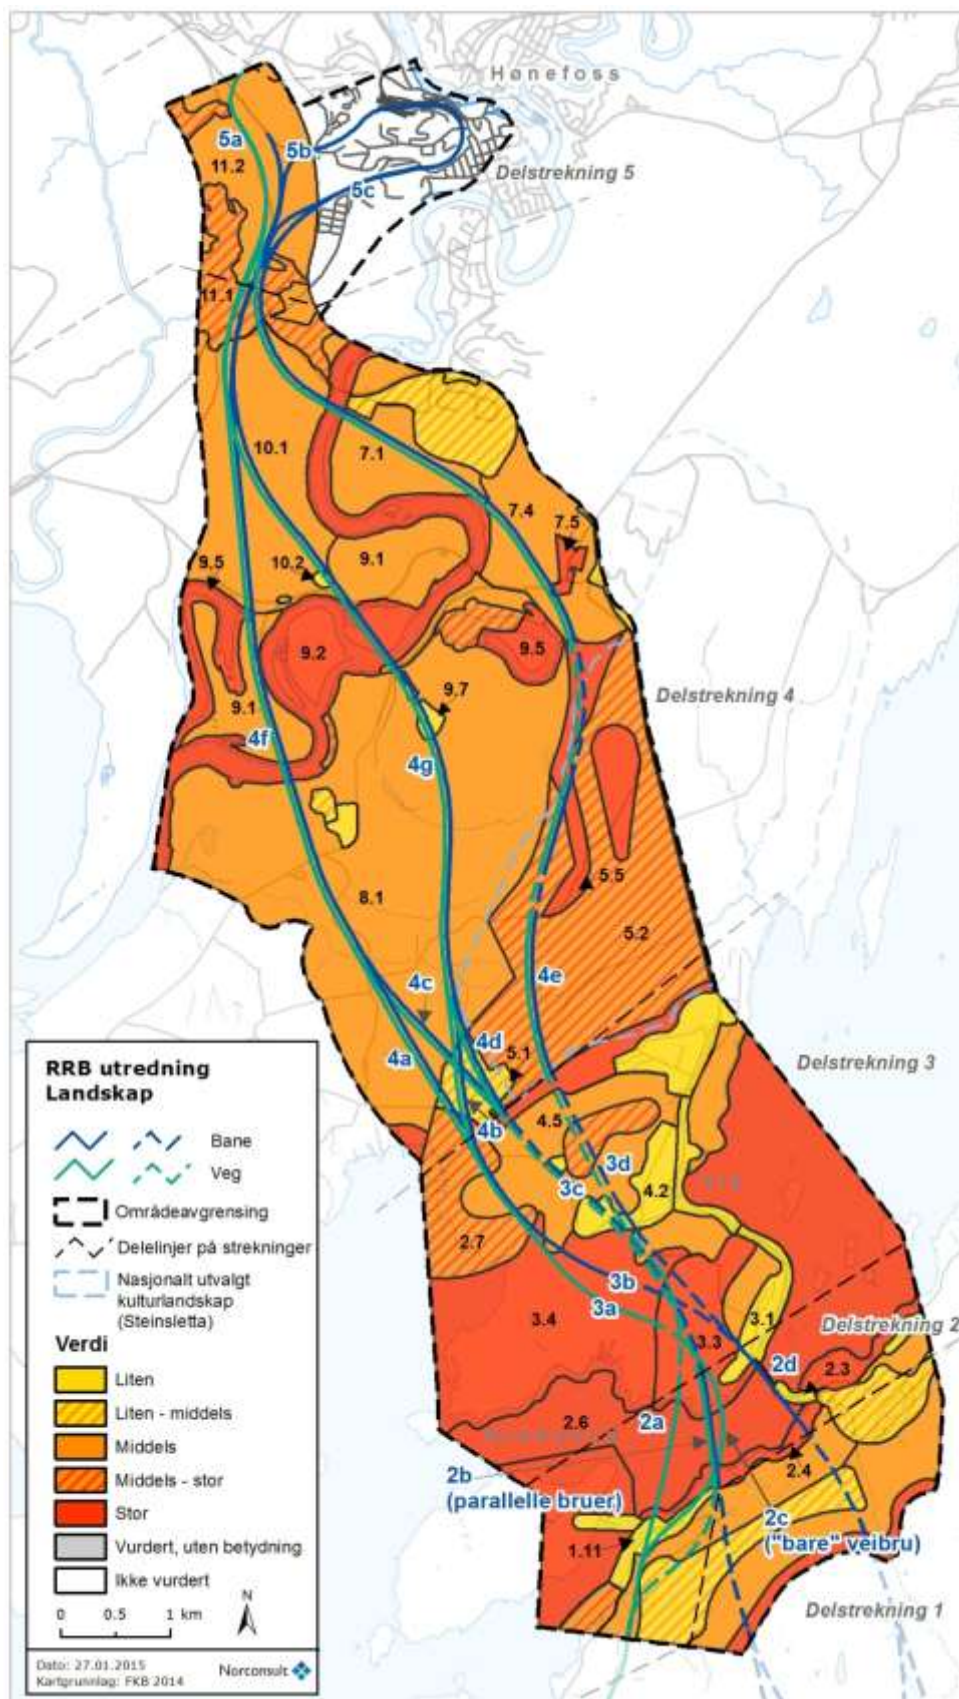 Hønefoss
5a
5b
11.2
5c
Delstrekning 5
11.1
10.1
7.1
7.4
7.5
9.5
10.2
9.1
9.2
9.5
9.7
9.1
4f
4g
Delstrekning 4
5.5
8.1
5.2
4c
4e
4d
4a
5.1
Delstrekning 3
4b
4.5
3d
3c
4.2
2.7
3b
3a
3.4
3.3
3.1
Delstrekning 2
2d
2.3
2.6
2a
2.4
2b
(parallelle bruer)
2c
("bare" veibru)
1.11
Delstrekning 1
RRB utredning
Landskap
Bane
Veg
Områdeavgrensing
Delelinjer på strekninger
Nasjonalt utvalgt
kulturlandskap
(Steinsletta)
Verdi
Liten
Liten - middels
Middels
Middels - stor
Stor
Vurdert, uten betydning
Ikke vurdert
N
0 0.5 1 km
Dato: 27.01.2015
Kartgrunnlag: FKB 2014
Norconsult